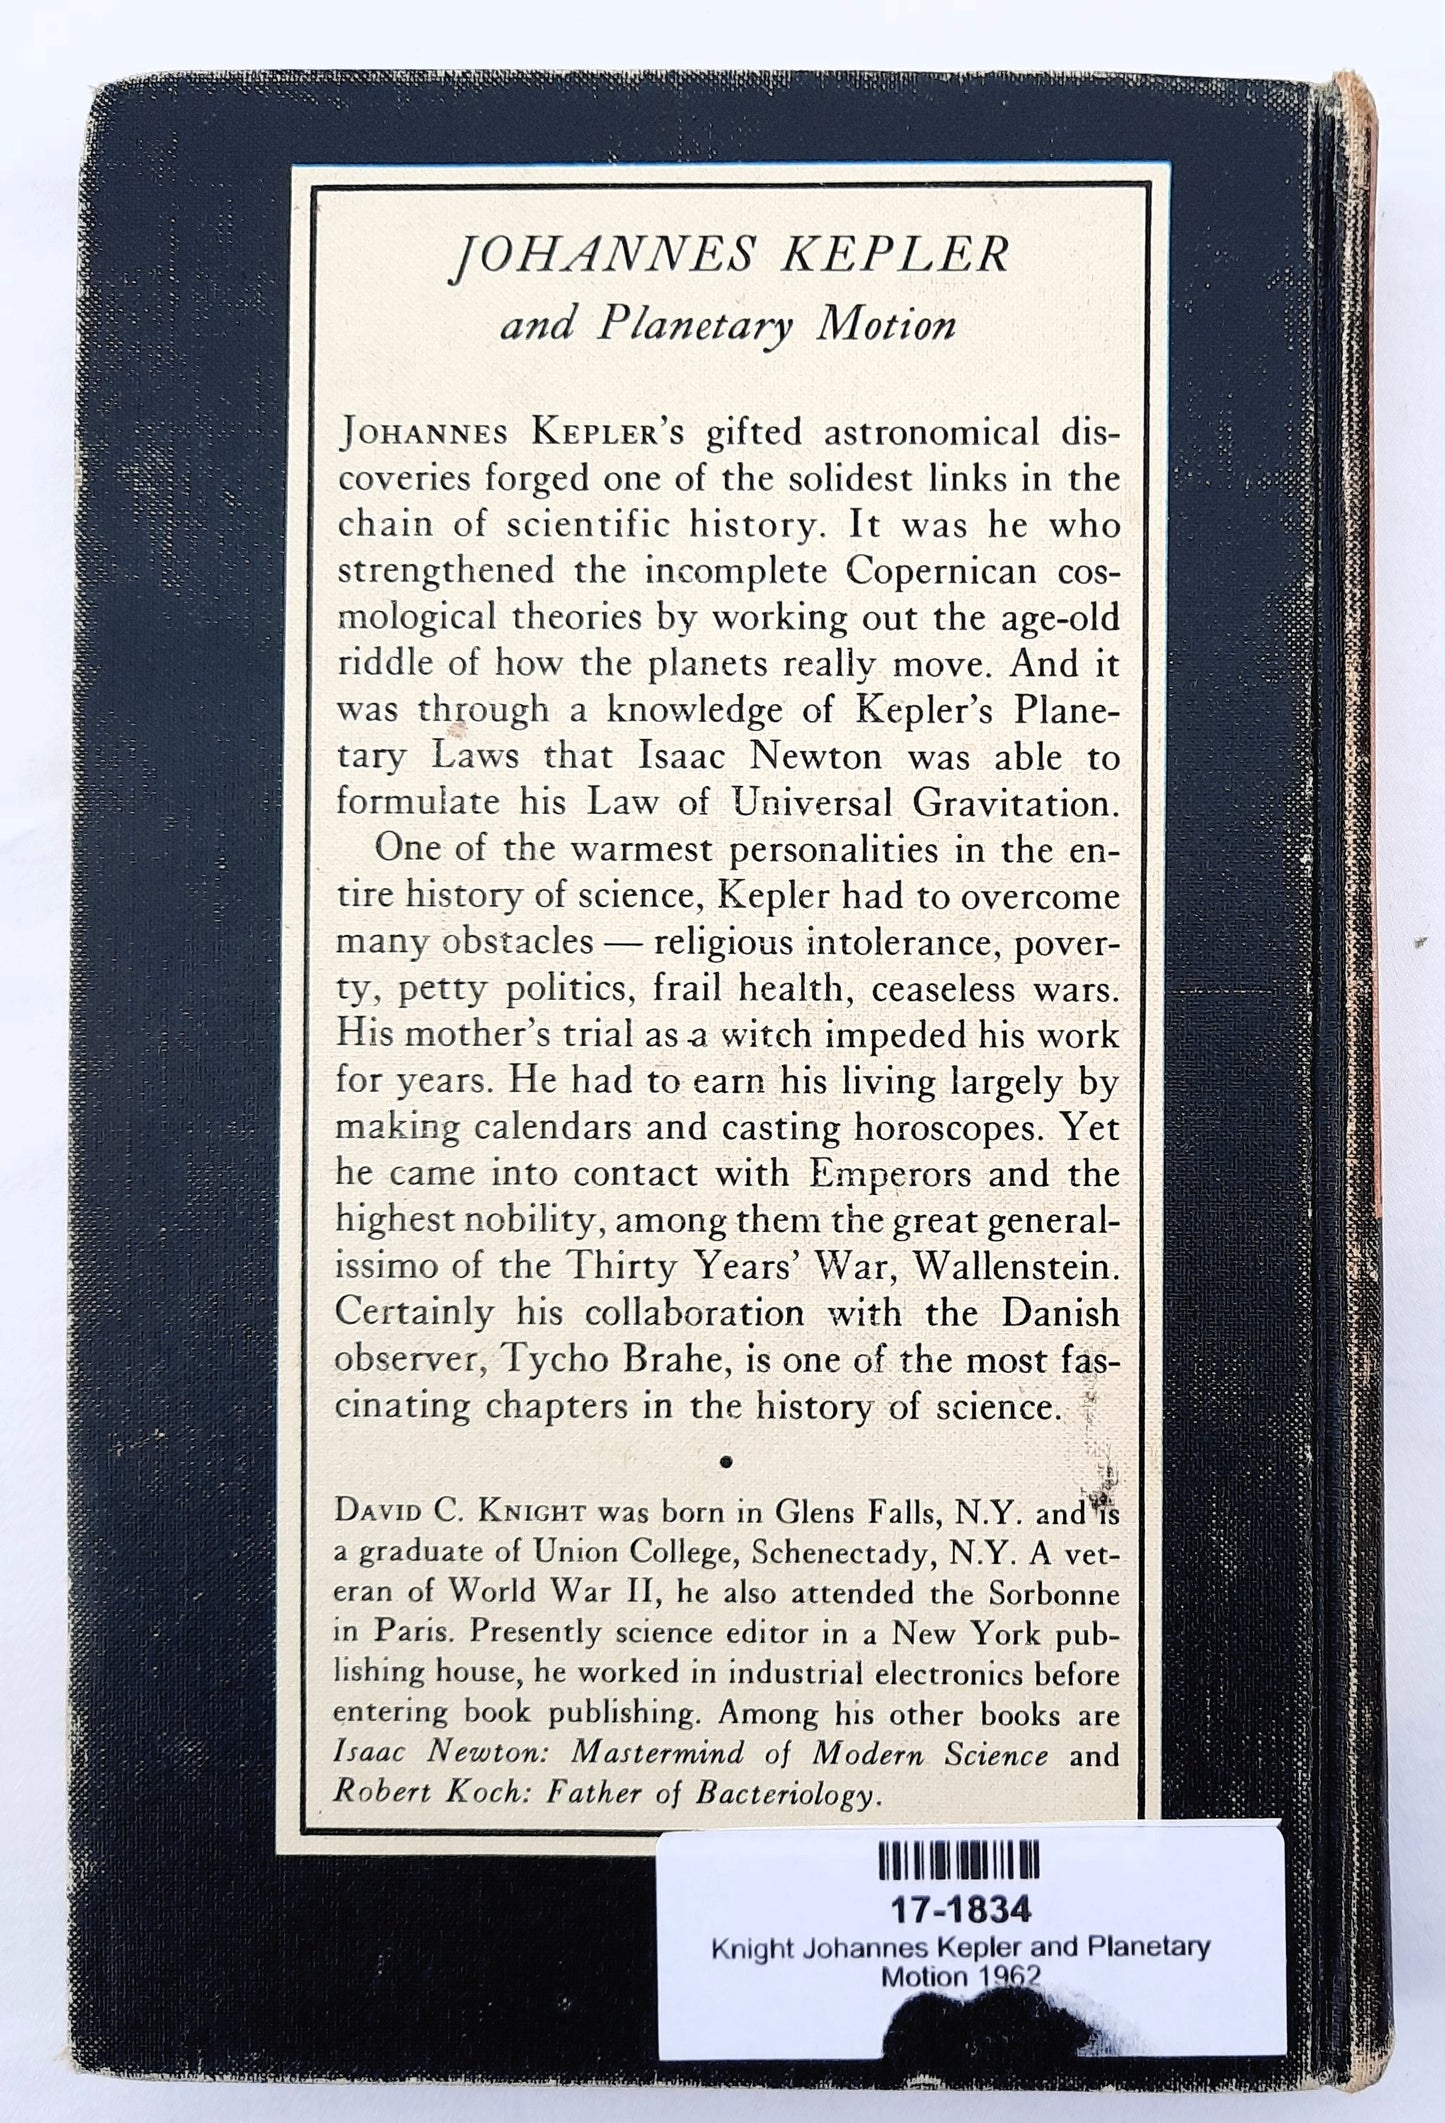 JOHANNES KEPLER
and Planetary Motion
JOHANNES KEPLER'S gifted astronomical dis-
coveries forged one of the solidest links in the
chain of scientific history. It was he who
strengthened the incomplete Copernican cos-
mological theories by working out the age-old
riddle of how the planets really move. And it
was through a knowledge of Kepler's Plane-
tary Laws that Isaac Newton was able to
formulate his Law of Universal Gravitation.
One of the warmest personalities in the en-
tire history of science, Kepler had to overcome
many obstacles — religious intolerance, pover-
ty, petty politics, frail health, ceaseless wars.
His mother's trial as a witch impeded his work
for years. He had to earn his living largely by
making calendars and casting horoscopes. Yet
he came into contact with Emperors and the
highest nobility, among them the great general-
issimo of the Thirty Years' War, Wallenstein.
Certainly his collaboration with the Danish
observer, Tycho Brahe, is one of the most fas-
cinating chapters in the history of science.
•
DAVID C. KNIGHT was born in Glens Falls, N.Y. and is
a graduate of Union College, Schenectady, N.Y. A vet-
eran of World War II, he also attended the Sorbonne
in Paris. Presently science editor in a New York pub-
lishing house, he worked in industrial electronics before
entering book publishing. Among his other books are
Isaac Newton: Mastermind of Modern Science and
Robert Koch: Father of Bacteriology.
17-1834
Knight Johannes Kepler and Planetary
Motion 1962